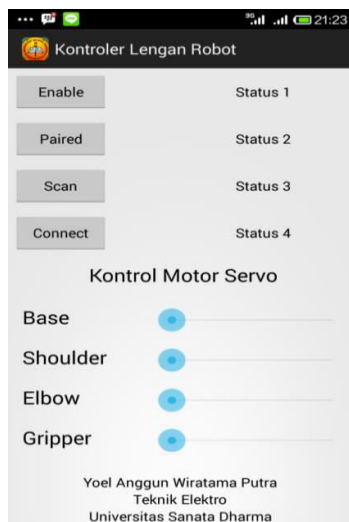 21:23
Kontroler Lengan Robot
Enable Status 1
Paired Status 2
Scan Status 3
Connect Status 4
Kontrol Motor Servo
Base
Shoulder
Elbow
Gripper
Yoel Anggun Wiratama Putra
Teknik Elektro
Universitas Sanata Dharma